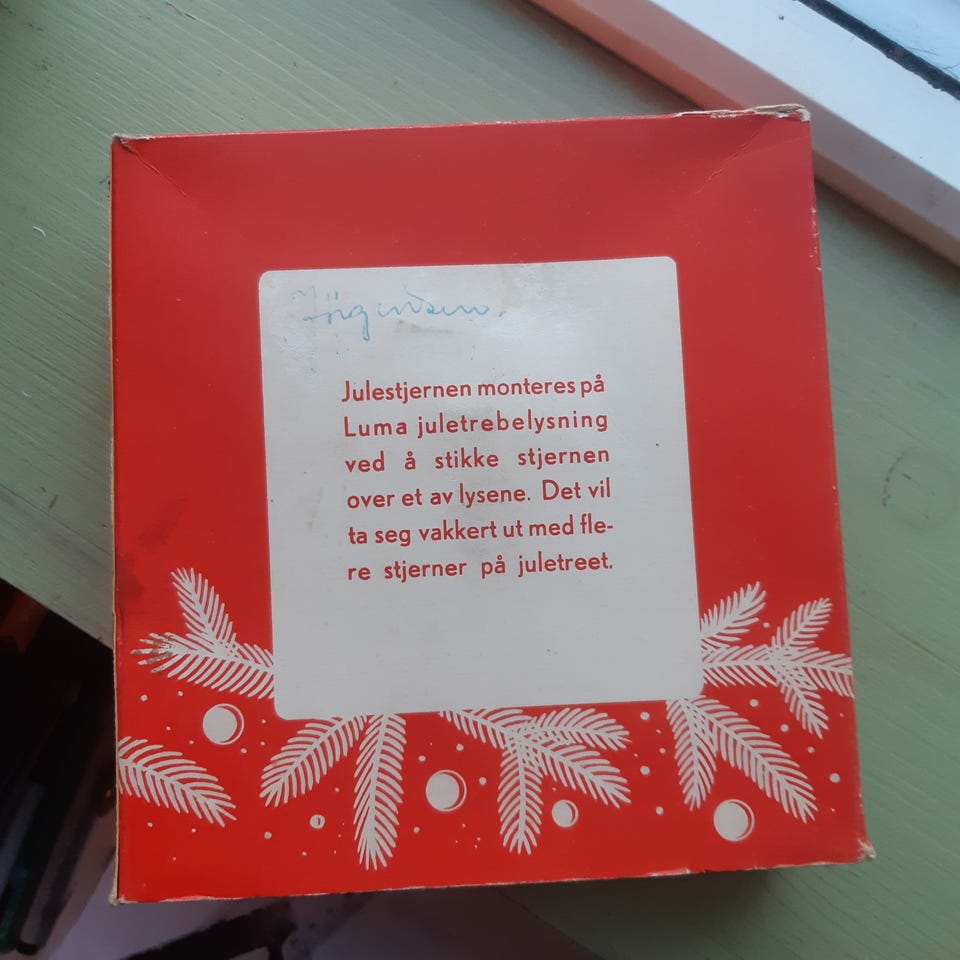 Jörgensen
Julestjernen monteres på
Luma juletrebelysning
ved å stikke stjernen
over et av lysene. Det vil
ta seg vakkert ut med fle-
re stjerner på juletreet.